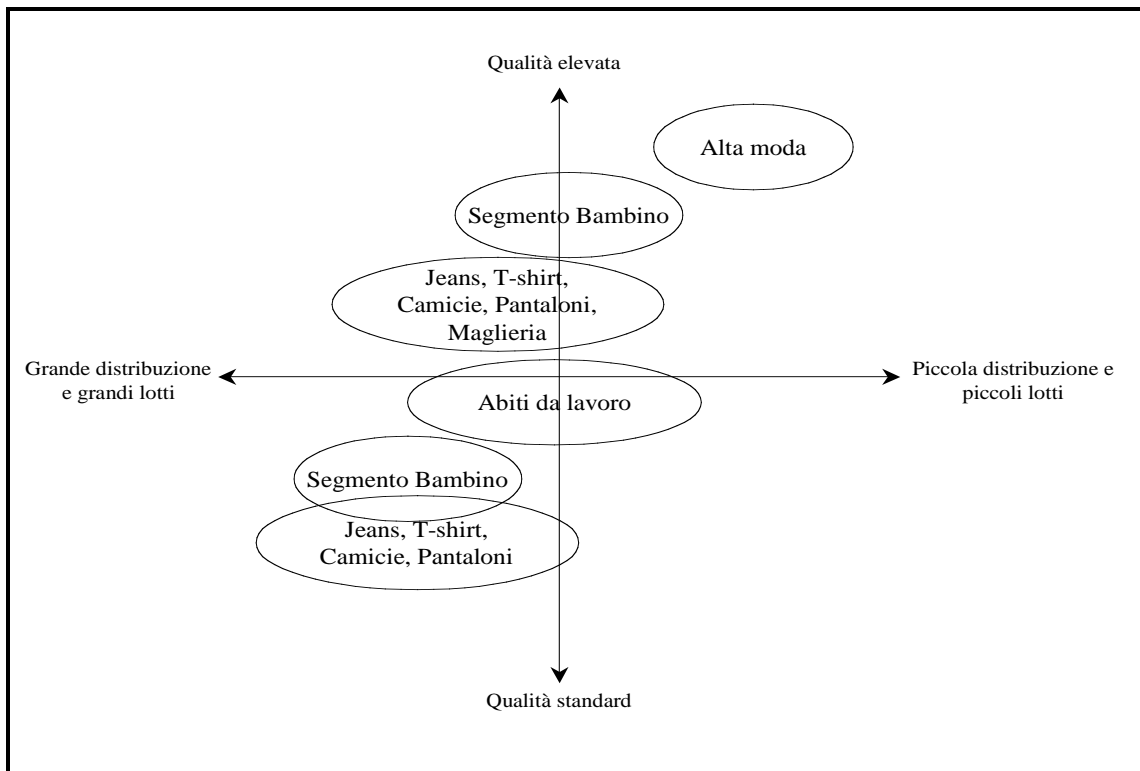 Qualità elevata
Alta moda
Segmento Bambino
Jeans, T-shirt,
Camicie, Pantaloni,
Maglieria
Grande distribuzione
e grandi lotti
Piccola distribuzione e
piccoli lotti
Abiti da lavoro
Segmento Bambino
Jeans, T-shirt,
Camicie, Pantaloni
Qualità standard